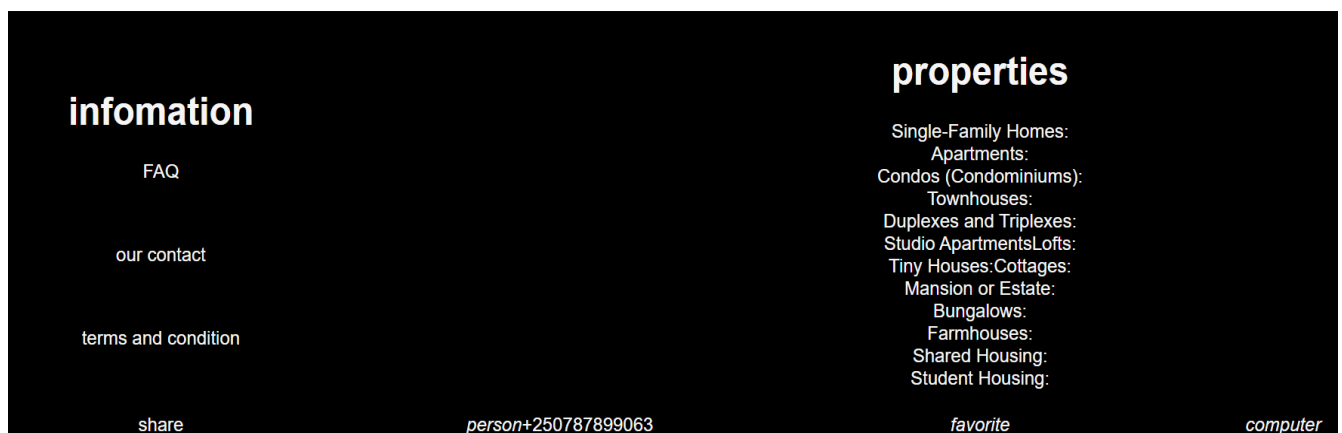 infomation
FAQ
our contact
terms and condition
properties
Single-Family Homes:
Apartments:
Condos (Condominiums):
Townhouses:
Duplexes and Triplexes:
Studio ApartmentsLofts:
Tiny Houses:Cottages:
Mansion or Estate:
Bungalows:
Farmhouses:
Shared Housing:
Student Housing:
share person+250787899063 favorite computer